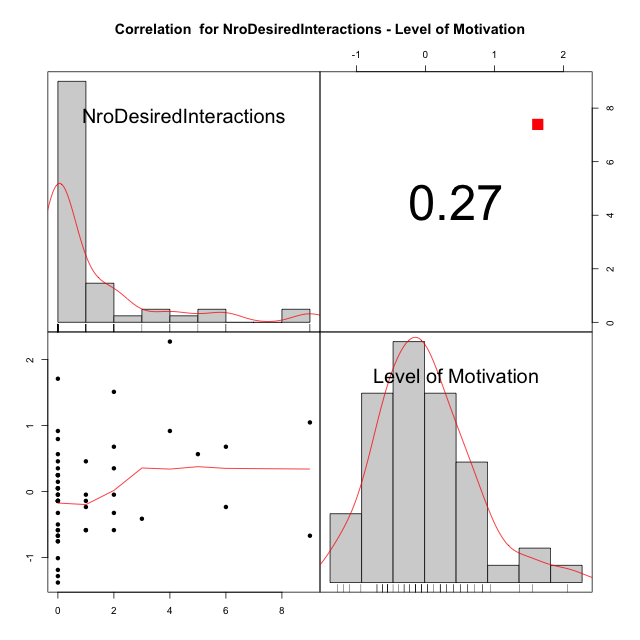 Correlation  for NroDesiredInteractions - Level of Motivation
-1 0 1 2
NroDesiredInteractions
0.27
8
6
4
2
0
2
1
0
-1
Level of Motivation
0 2 4 6 8